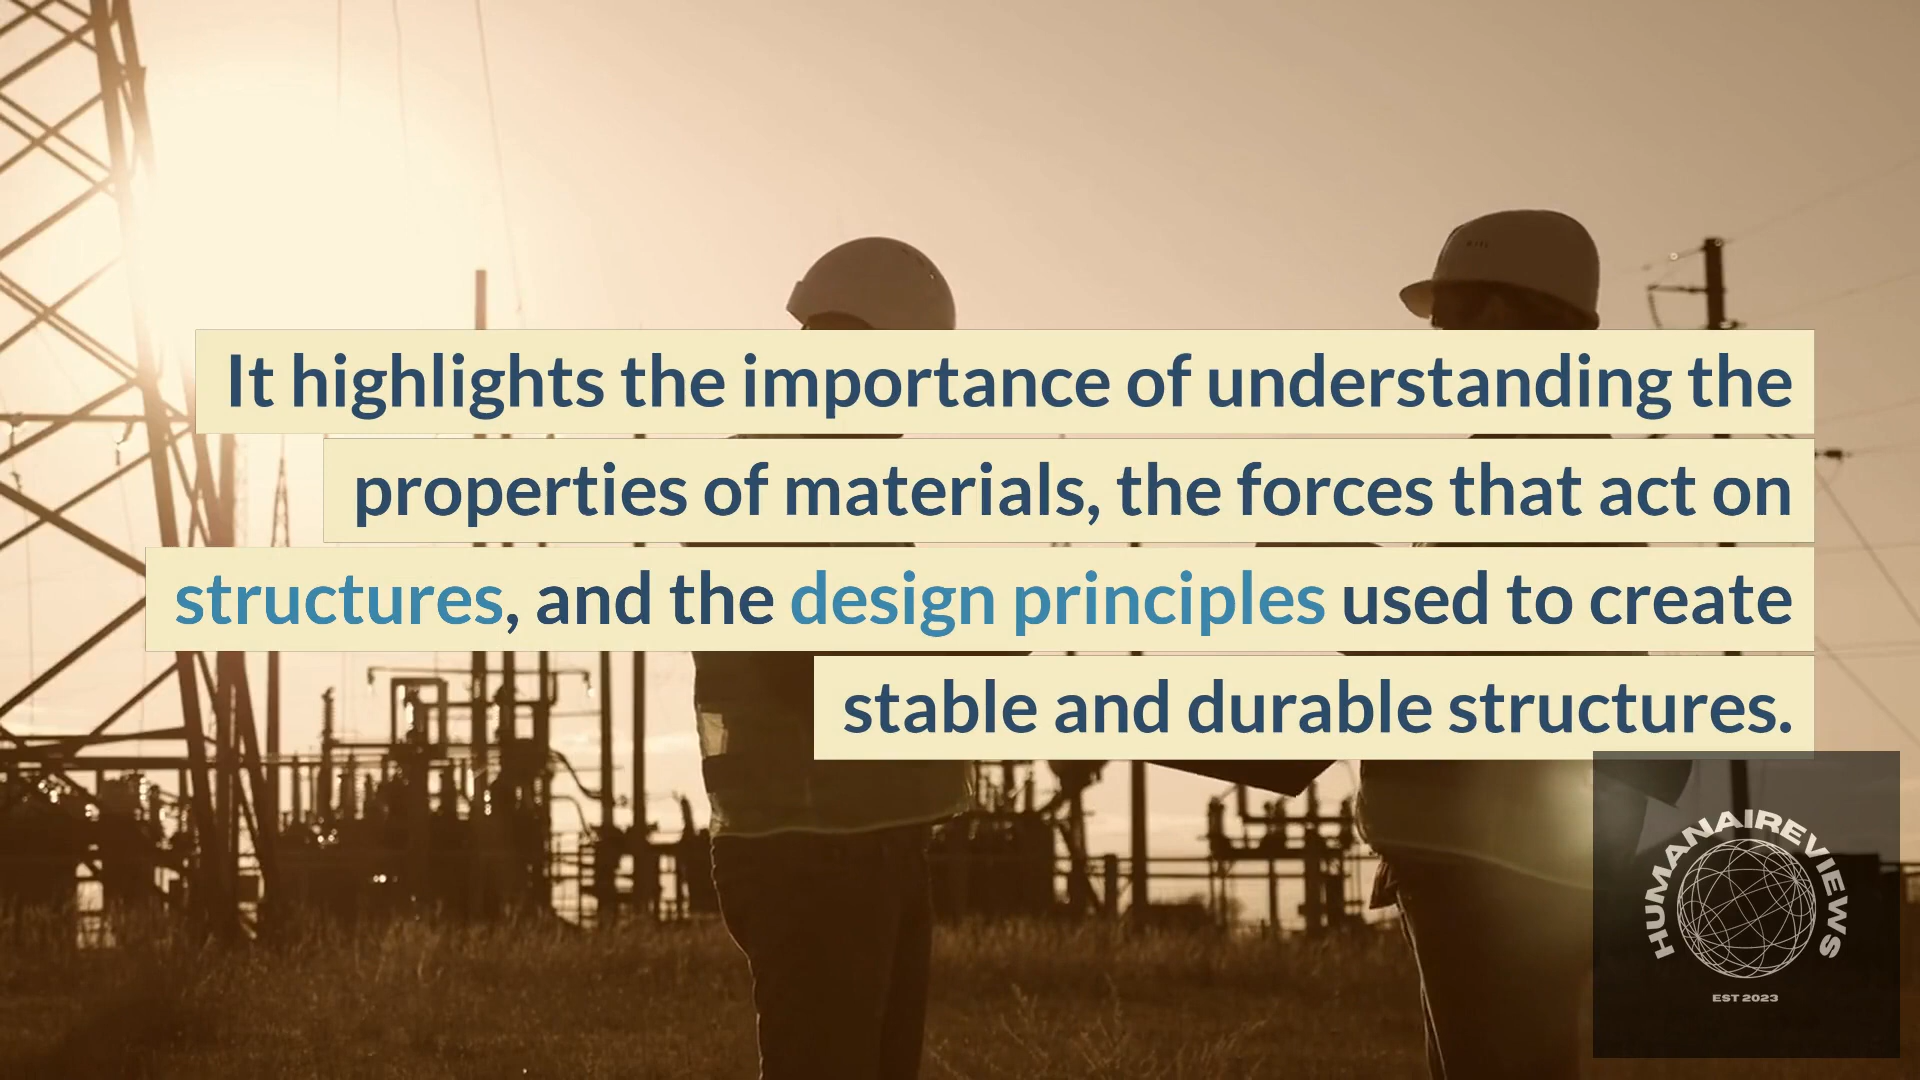 It highlights the importance of understanding the
properties of materials, the forces that act on
structures, and the design principles used to create
stable and durable structures.
HUMANAIREVIEWS
EST 2023